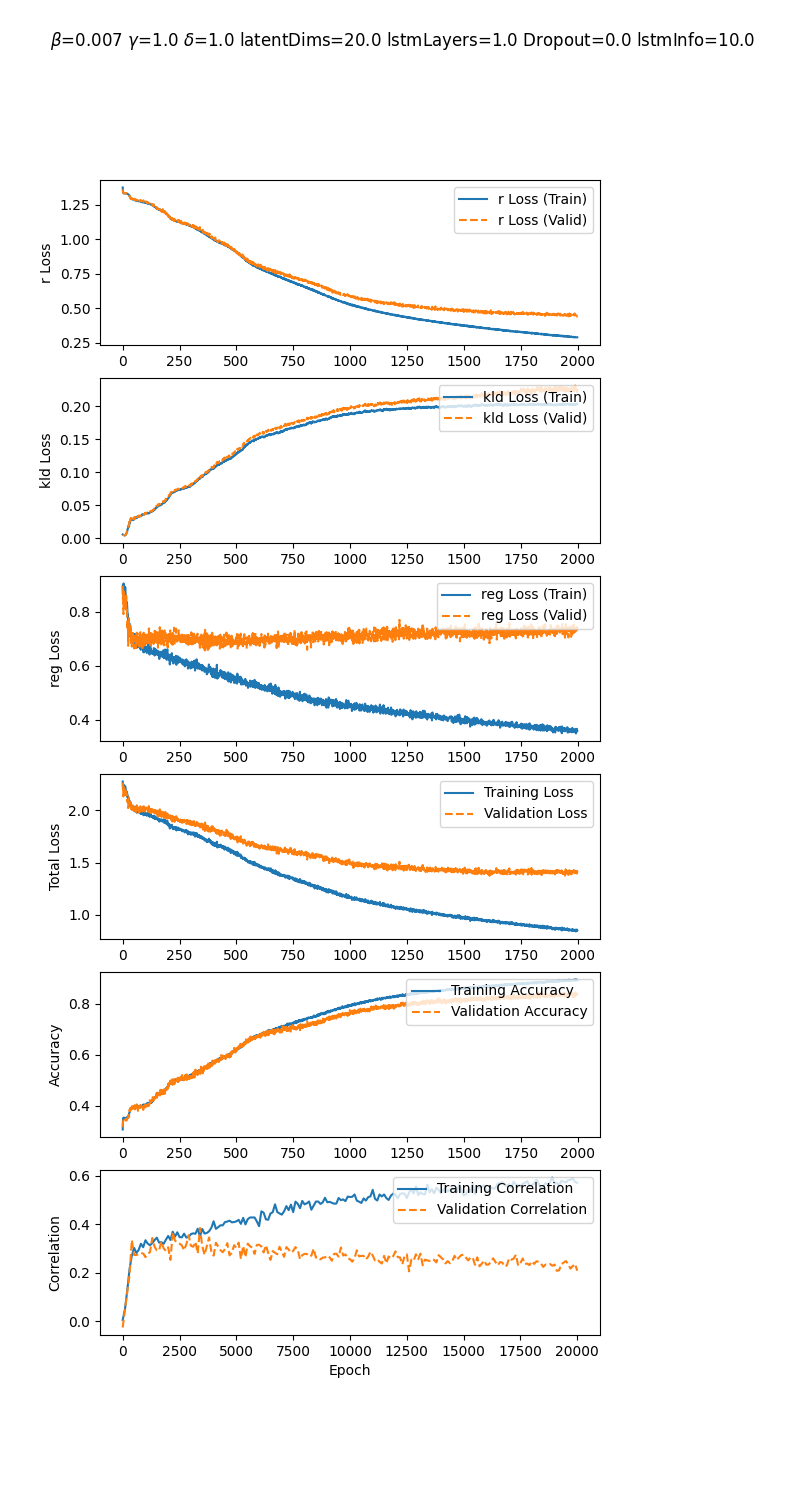 β=0.007 γ=1.0 δ=1.0 latentDims=20.0 lstmLayers=1.0 Dropout=0.0 lstmInfo=10.0
r Loss
1.25
1.00
0.75
0.50
0.25
r Loss (Train)
r Loss (Valid)
0 250 500 750 1000 1250 1500 1750 2000
kld Loss
0.20
0.15
0.10
0.05
0.00
kld Loss (Train)
kld Loss (Valid)
0 250 500 750 1000 1250 1500 1750 2000
reg Loss
0.8
0.6
0.4
reg Loss (Train)
reg Loss (Valid)
0 250 500 750 1000 1250 1500 1750 2000
Total Loss
2.0
1.5
1.0
Training Loss
Validation Loss
0 250 500 750 1000 1250 1500 1750 2000
Accuracy
0.8
0.6
0.4
Training Accuracy
Validation Accuracy
0 250 500 750 1000 1250 1500 1750 2000
Correlation
0.6
0.4
0.2
0.0
Training Correlation
Validation Correlation
0 2500 5000 7500 10000 12500 15000 17500 20000
Epoch